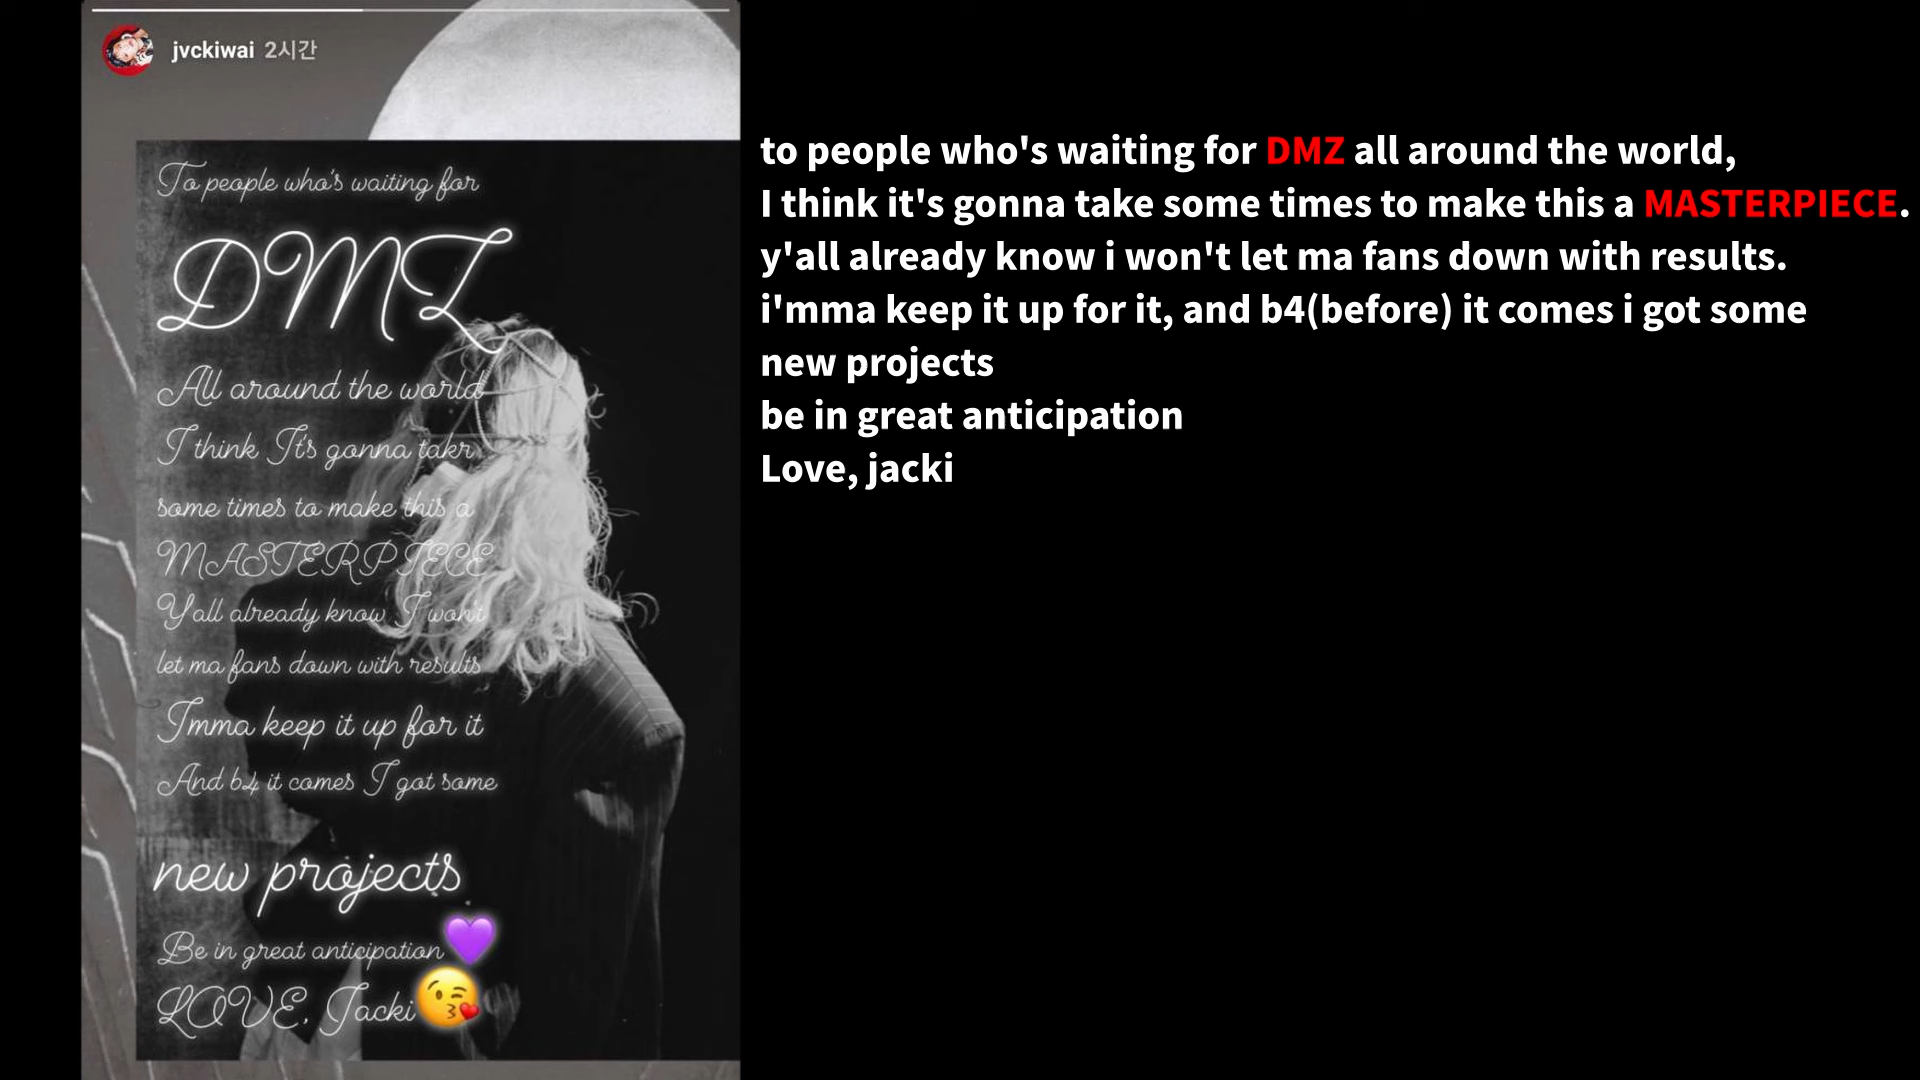 jvckiwai 2시간
To people who's waiting for
DMZ
All around the world
I think It's gonna takr
some times to make this a
MASTERPIECE
Y'all already know I won't
let ma fans down with results
I'mma keep it up for it
And b4 it comes I got some
new projects
Be in great anticipation💜
LOVE, Jacki😘
to people who's waiting for DMZ all around the world,
I think it's gonna take some times to make this a MASTERPIECE.
y'all already know i won't let ma fans down with results.
i'mma keep it up for it, and b4(before) it comes i got some
new projects
be in great anticipation
Love, jacki